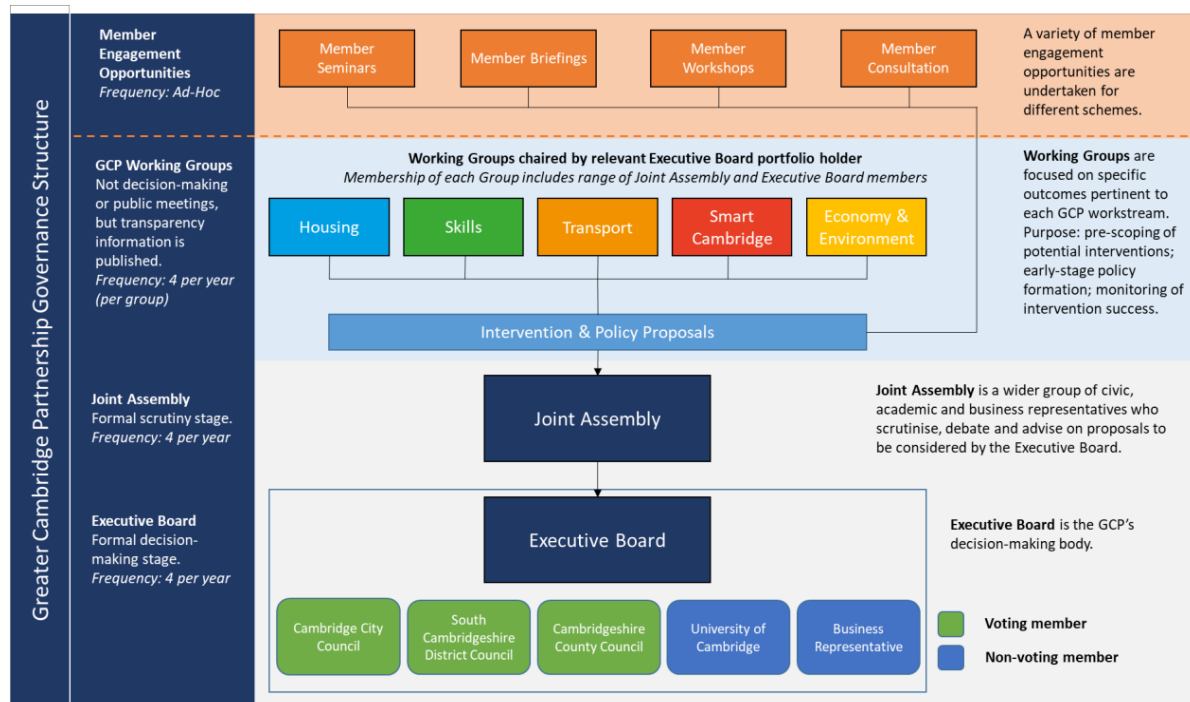 Greater Cambridge Partnership Governance Structure
Member
Engagement
Opportunities
Frequency: Ad-Hoc
Member
Seminars
Member Briefings
Member
Workshops
Member
Consultation
A variety of member
engagement
opportunities are
undertaken for
different schemes.
GCP Working Groups
Not decision-making
or public meetings,
but transparency
information is
published.
Frequency: 4 per year
(per group)
Working Groups chaired by relevant Executive Board portfolio holder
Membership of each Group includes range of Joint Assembly and Executive Board members
Housing
Skills
Transport
Smart
Cambridge
Economy &
Environment
Intervention & Policy Proposals
Working Groups are
focused on specific
outcomes pertinent to
each GCP workstream.
Purpose: pre-scoping of
potential interventions;
early-stage policy
formation; monitoring of
intervention success.
Joint Assembly
Formal scrutiny stage.
Frequency: 4 per year
Joint Assembly
Joint Assembly is a wider group of civic,
academic and business representatives who
scrutinise, debate and advise on proposals to
be considered by the Executive Board.
Executive Board
Formal decision-
making stage.
Frequency: 4 per year
Executive Board
Executive Board is the GCP's
decision-making body.
Cambridge City
Council
South
Cambridgeshire
District Council
Cambridgeshire
County Council
University of
Cambridge
Business
Representative
Voting member
Non-voting member